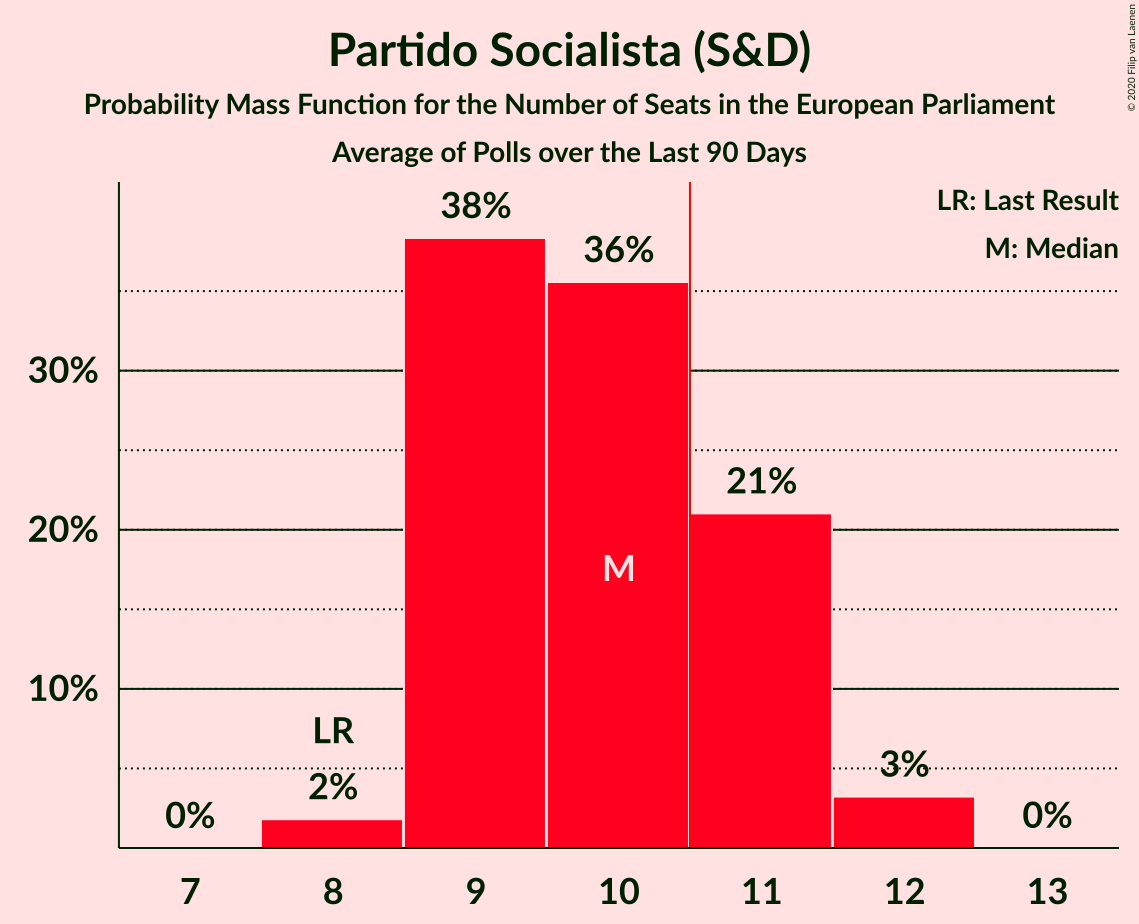 Partido Socialista (S&D)
Probability Mass Function for the Number of Seats in the European Parliament
Average of Polls over the Last 90 Days
© 2020 Filip van Laenen
LR: Last Result
M: Median
38%
36%
30%
21%
20%
M
10%
LR
3%
2%
0%
0%
7 8 9 10 11 12 13